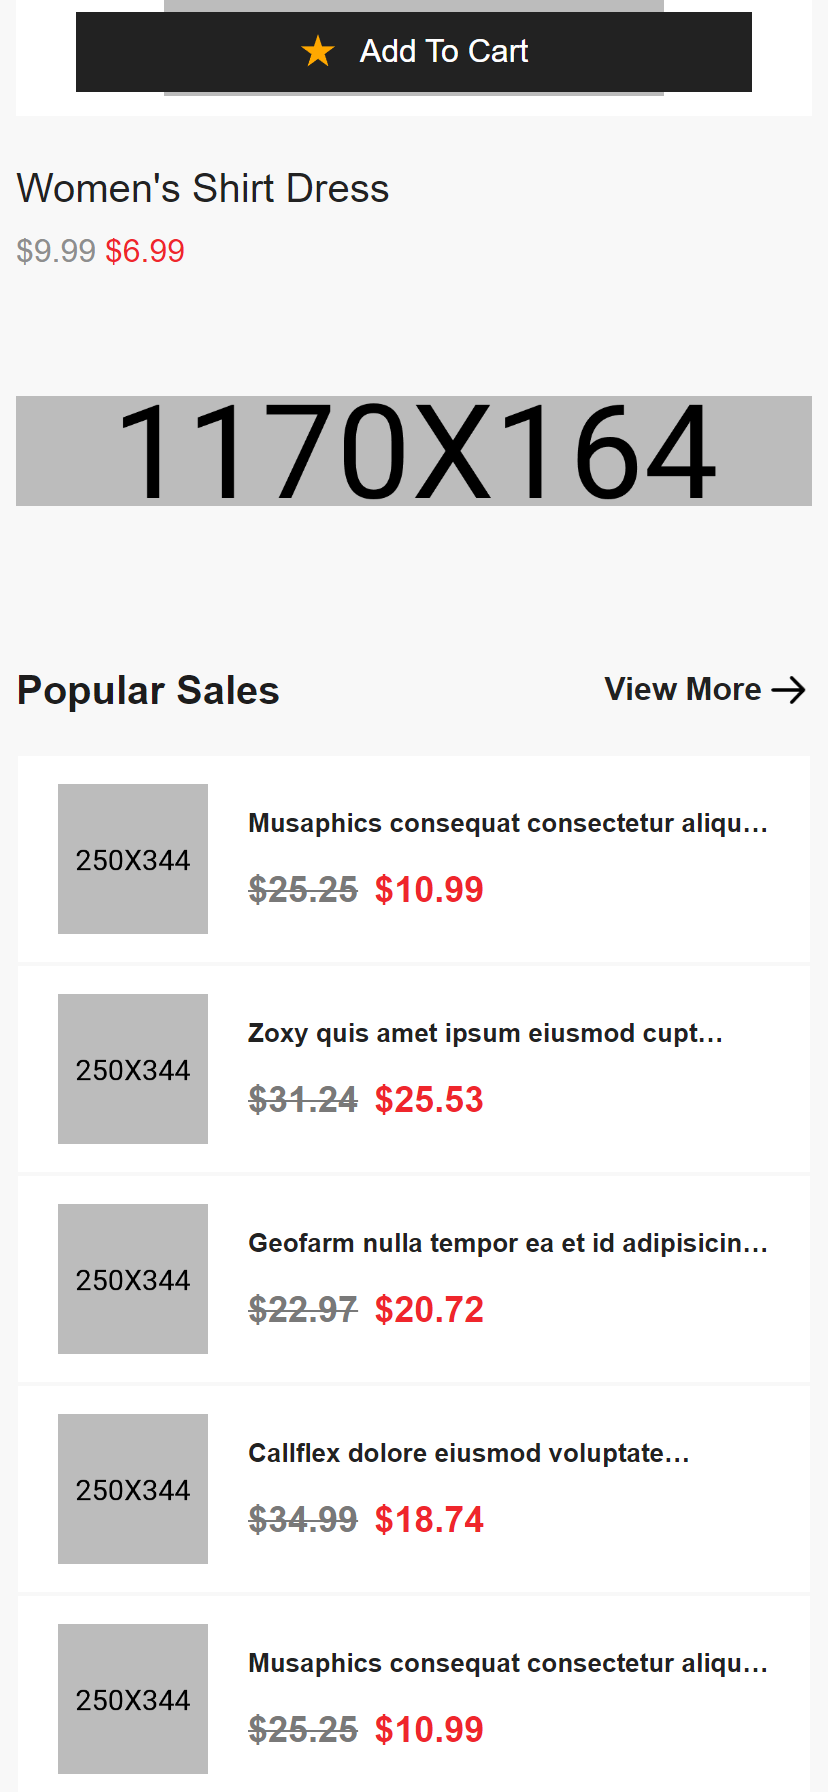 Add To Cart
Women's Shirt Dress
$9.99 $6.99
1170X164
Popular Sales
View More
250X344
Musaphics consequat consectetur aliqu...
$25.25 $10.99
250X344
Zoxy quis amet ipsum eiusmod cupt...
$31.24 $25.53
250X344
Geofarm nulla tempor ea et id adipisicin...
$22.97 $20.72
250X344
Callflex dolore eiusmod voluptate...
$34.99 $18.74
250X344
Musaphics consequat consectetur aliqu...
$25.25 $10.99